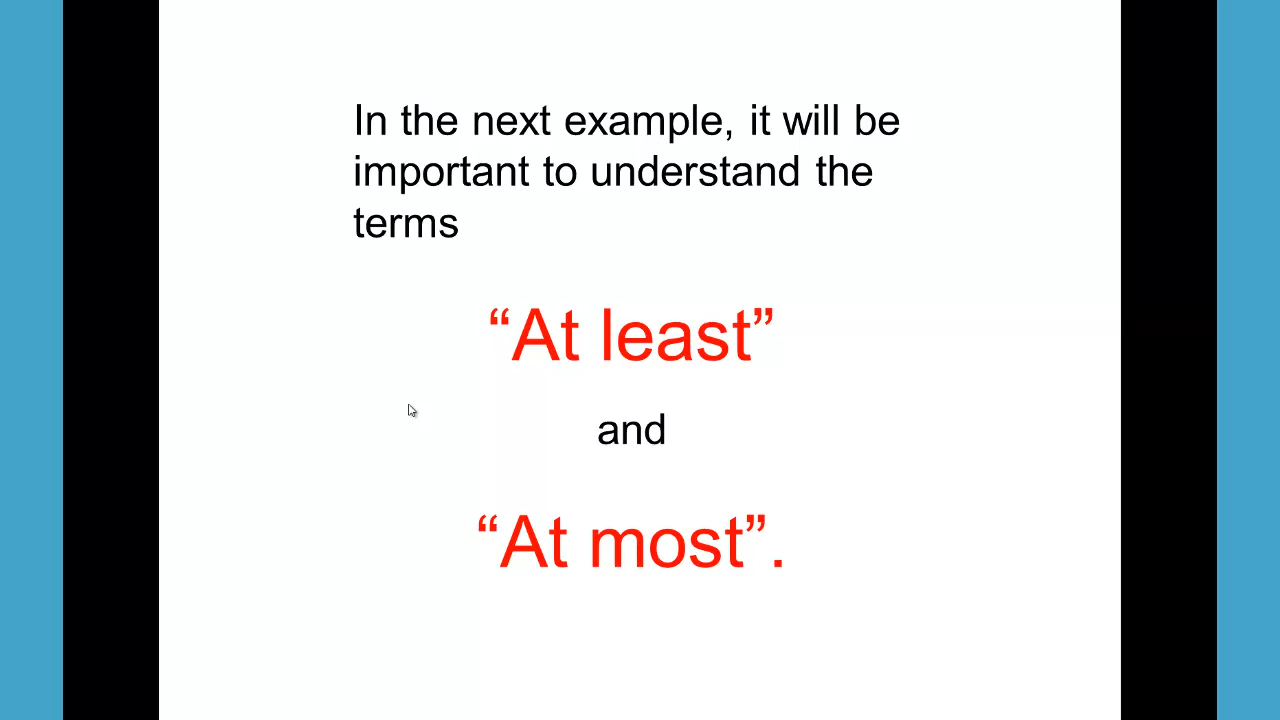 In the next example, it will be
important to understand the
terms
“At least”
and
“At most”.